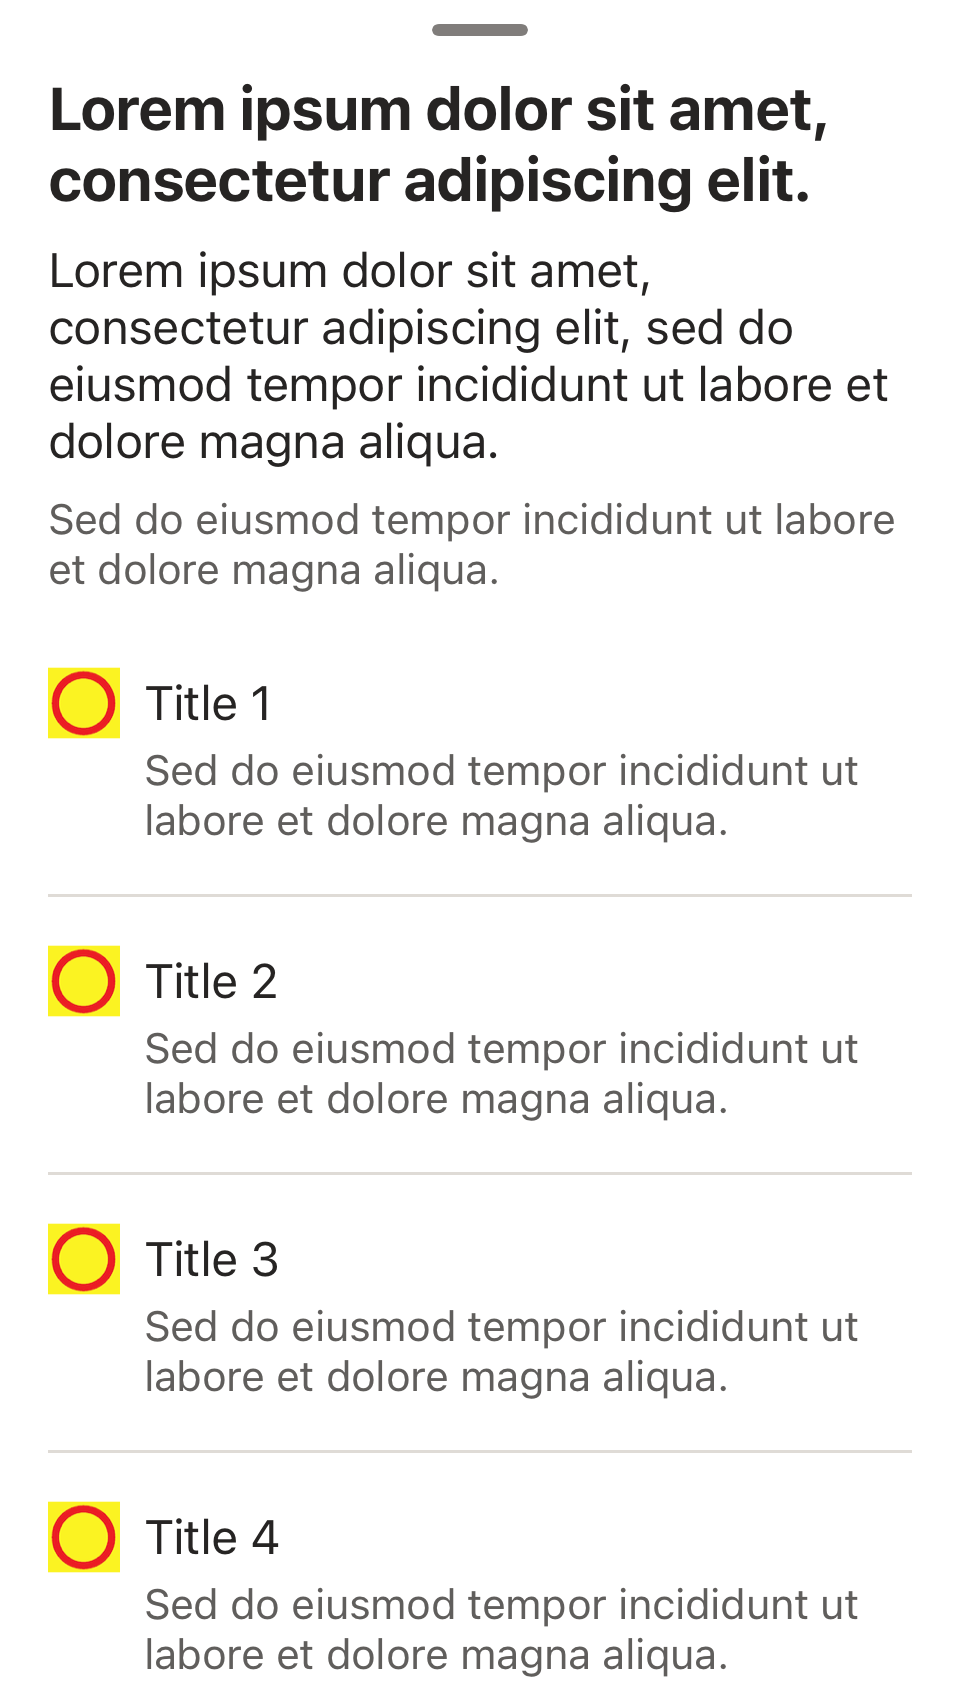 Lorem ipsum dolor sit amet,
consectetur adipiscing elit.
Lorem ipsum dolor sit amet,
consectetur adipiscing elit, sed do
eiusmod tempor incididunt ut labore et
dolore magna aliqua.
Sed do eiusmod tempor incididunt ut labore
et dolore magna aliqua.
Title 1
Sed do eiusmod tempor incididunt ut
labore et dolore magna aliqua.
Title 2
Sed do eiusmod tempor incididunt ut
labore et dolore magna aliqua.
Title 3
Sed do eiusmod tempor incididunt ut
labore et dolore magna aliqua.
Title 4
Sed do eiusmod tempor incididunt ut
labore et dolore magna aliqua.